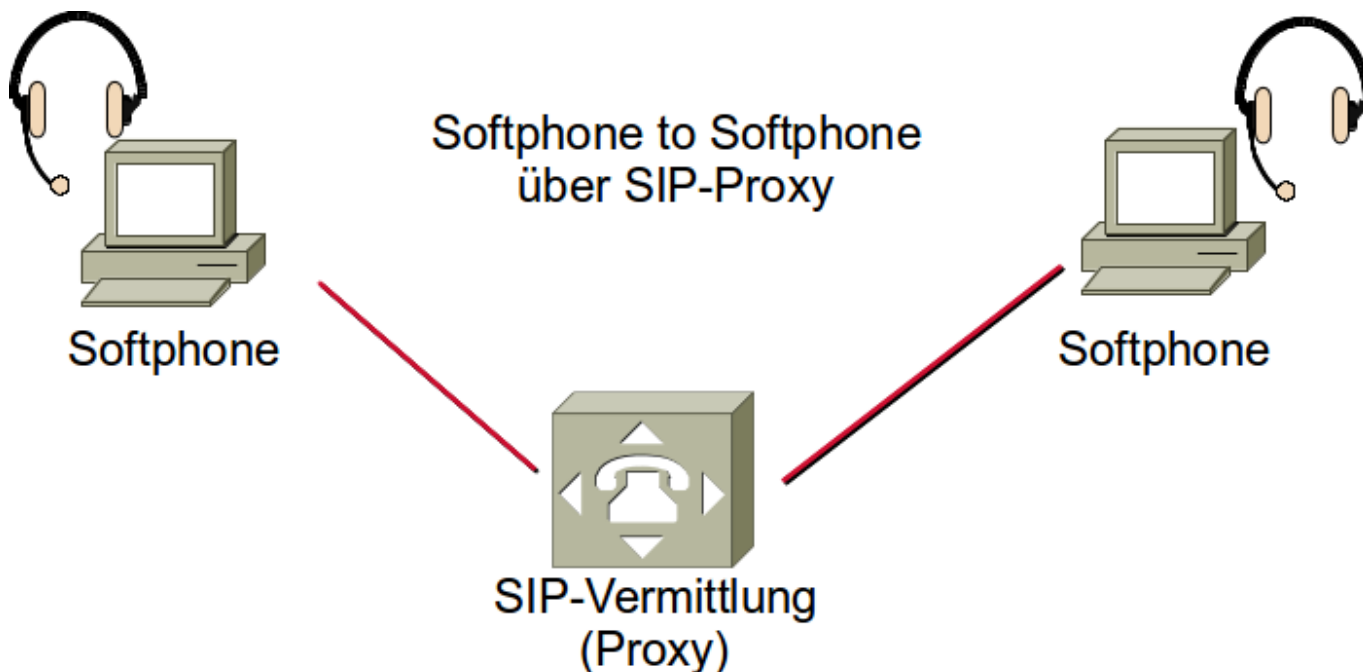 Softphone to Softphone
über SIP-Proxy
Softphone
Softphone
SIP-Vermittlung
(Proxy)